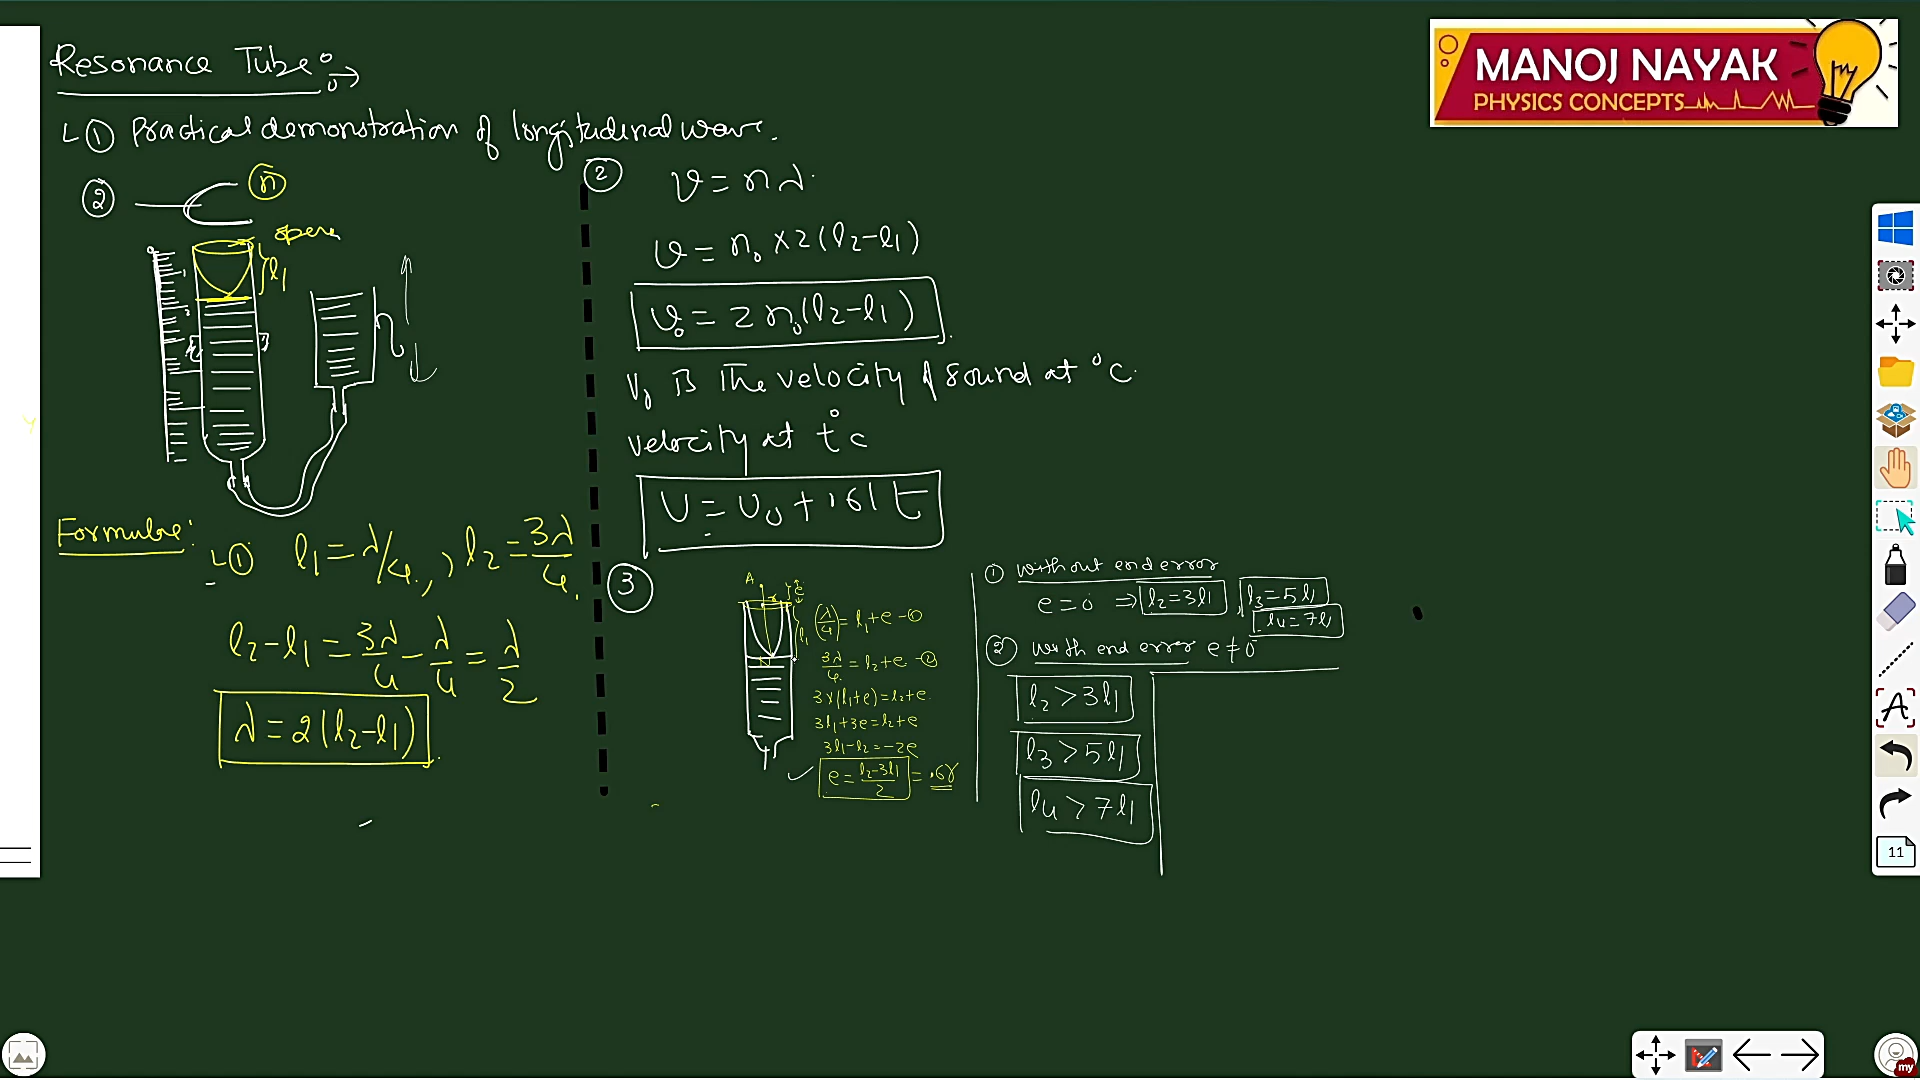 Resonance Tube :→
MANOJ NAYAK
PHYSICS CONCEPTS
① Practical demonstration of longitudinal wave.
②
n
open
l₁
Formulae:
① l₁ = λ/4, l₂ = 3λ/4.
l₂-l₁ = 3λ/4 - λ/4 = λ/2
λ = 2(l₂-l₁)
②
v = nλ
v = n₀ × 2(l₂-l₁)
v₀ = 2n₀(l₂-l₁)
V₀ is The velocity of sound at °c.
velocity at t°c
v = v₀ + .61 t
③
A
r
e
l₁
N
(λ/4) = l₁+e -①
3λ/4 = l₂+e -②
3×(l₁+e) = l₂+e.
3l₁+3e = l₂+e
3l₁-l₂ = -2e
e = l₂-3l₁/2 = .6r
① without end error
e = 0 ⇒ l₂=3l₁, l₃=5l₁
l₄=7l₁
② with end error e ≠ 0
l₂ > 3l₁
l₃ > 5l₁
l₄ > 7l₁
A
11
my